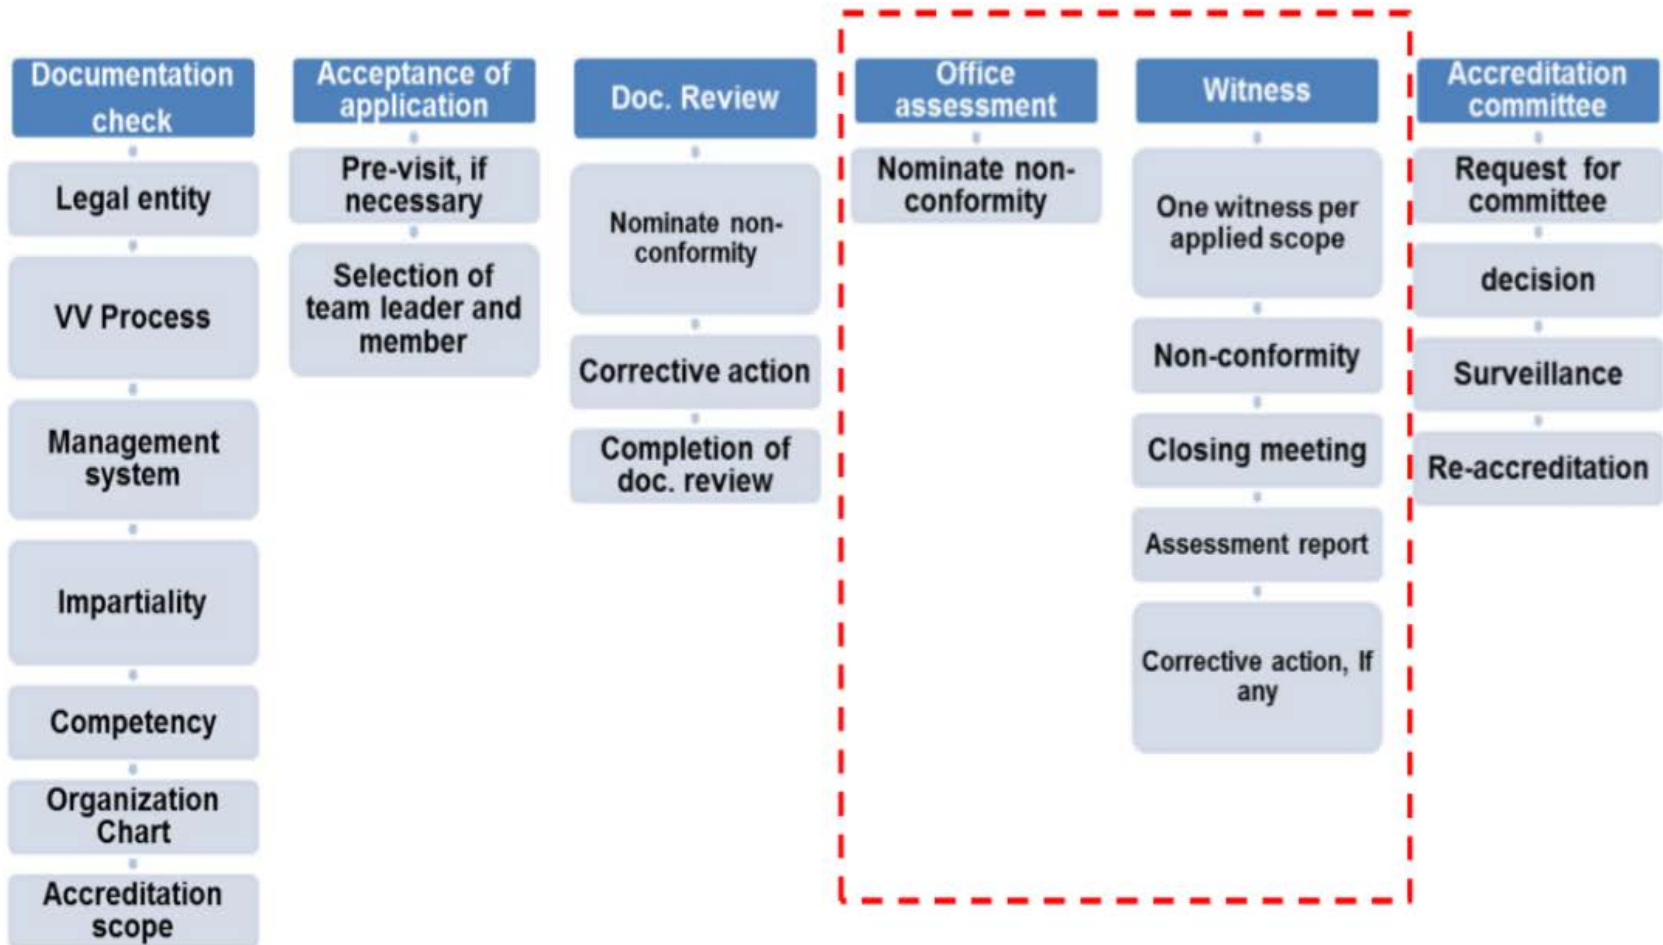 Documentation
check
Legal entity
VV Process
Management
system
Impartiality
Competency
Organization
Chart
Accreditation
scope
Acceptance of
application
Pre-visit, if
necessary
Selection of
team leader and
member
Doc. Review
Nominate non-
conformity
Corrective action
Completion of
doc. review
Office
assessment
Nominate non-
conformity
Witness
One witness per
applied scope
Non-conformity
Closing meeting
Assessment report
Corrective action, If
any
Accreditation
committee
Request for
committee
decision
Surveillance
Re-accreditation